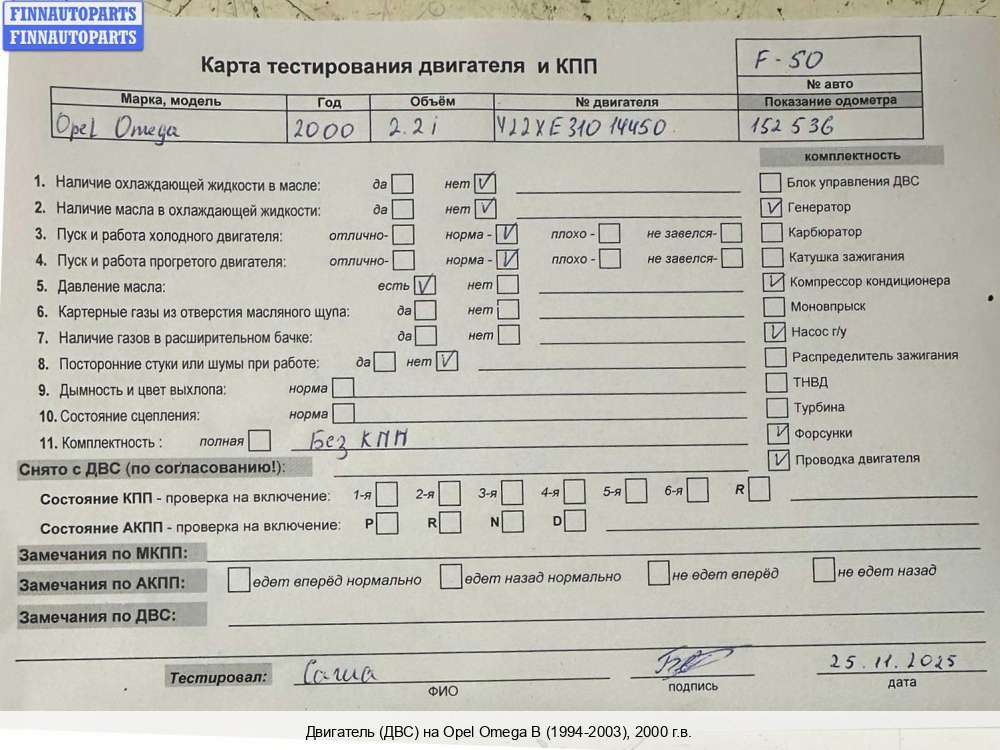 FINNAUTOPARTS
FINNAUTOPARTS
Карта тестирования двигателя и КПП
F-50
№ авто
Марка, модель Год Объём № двигателя Показание одометра
Opel Omega 2000 2.2i Y22XE31014450. 152 536
комплектность
1. Наличие охлаждающей жидкости в масле: да нет V
Блок управления ДВС
2. Наличие масла в охлаждающей жидкости: да нет V
V Генератор
3. Пуск и работа холодного двигателя: отлично- норма - V плохо - не завелся-
Карбюратор
4. Пуск и работа прогретого двигателя: отлично- норма - V плохо - не завелся-
Катушка зажигания
5. Давление масла: есть V нет
V Компрессор кондиционера
6. Картерные газы из отверстия масляного щупа: да нет
Моновпрыск
7. Наличие газов в расширительном бачке: да нет
V Насос г/у
8. Посторонние стуки или шумы при работе: да нет V
Распределитель зажигания
9. Дымность и цвет выхлопа: норма
ТНВД
10. Состояние сцепления: норма
Турбина
11. Комплектность : полная Без КПП
V Форсунки
Снято с ДВС (по согласованию!):
V Проводка двигателя
Состояние КПП - проверка на включение: 1-я 2-я 3-я 4-я 5-я 6-я R
Состояние АКПП - проверка на включение: P R N D
Замечания по МКПП:
Замечания по АКПП: едет вперёд нормально едет назад нормально не едет вперёд не едет назад
Замечания по ДВС:
Тестировал: Саша 25.11.2025
ФИО подпись дата
Двигатель (ДВС) на Opel Omega B (1994-2003), 2000 г.в.